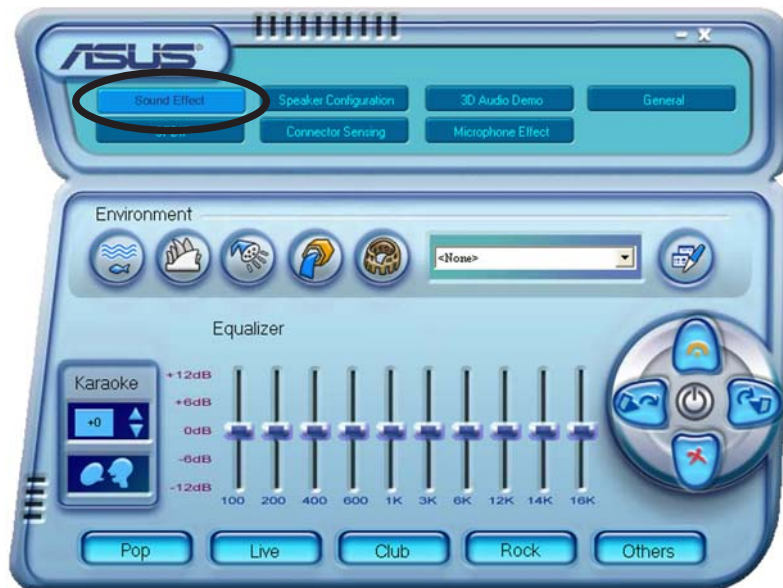 ASUS
Sound Effect Speaker Configuration 3D Audio Demo General
Connector Sensing Microphone Effect
Environment
<None>
Equalizer
Karaoke
+0
+12dB
+6dB
0dB
-6dB
-12dB
100 200 400 600 1K 3K 6K 12K 14K 16K
Pop Live Club Rock Others